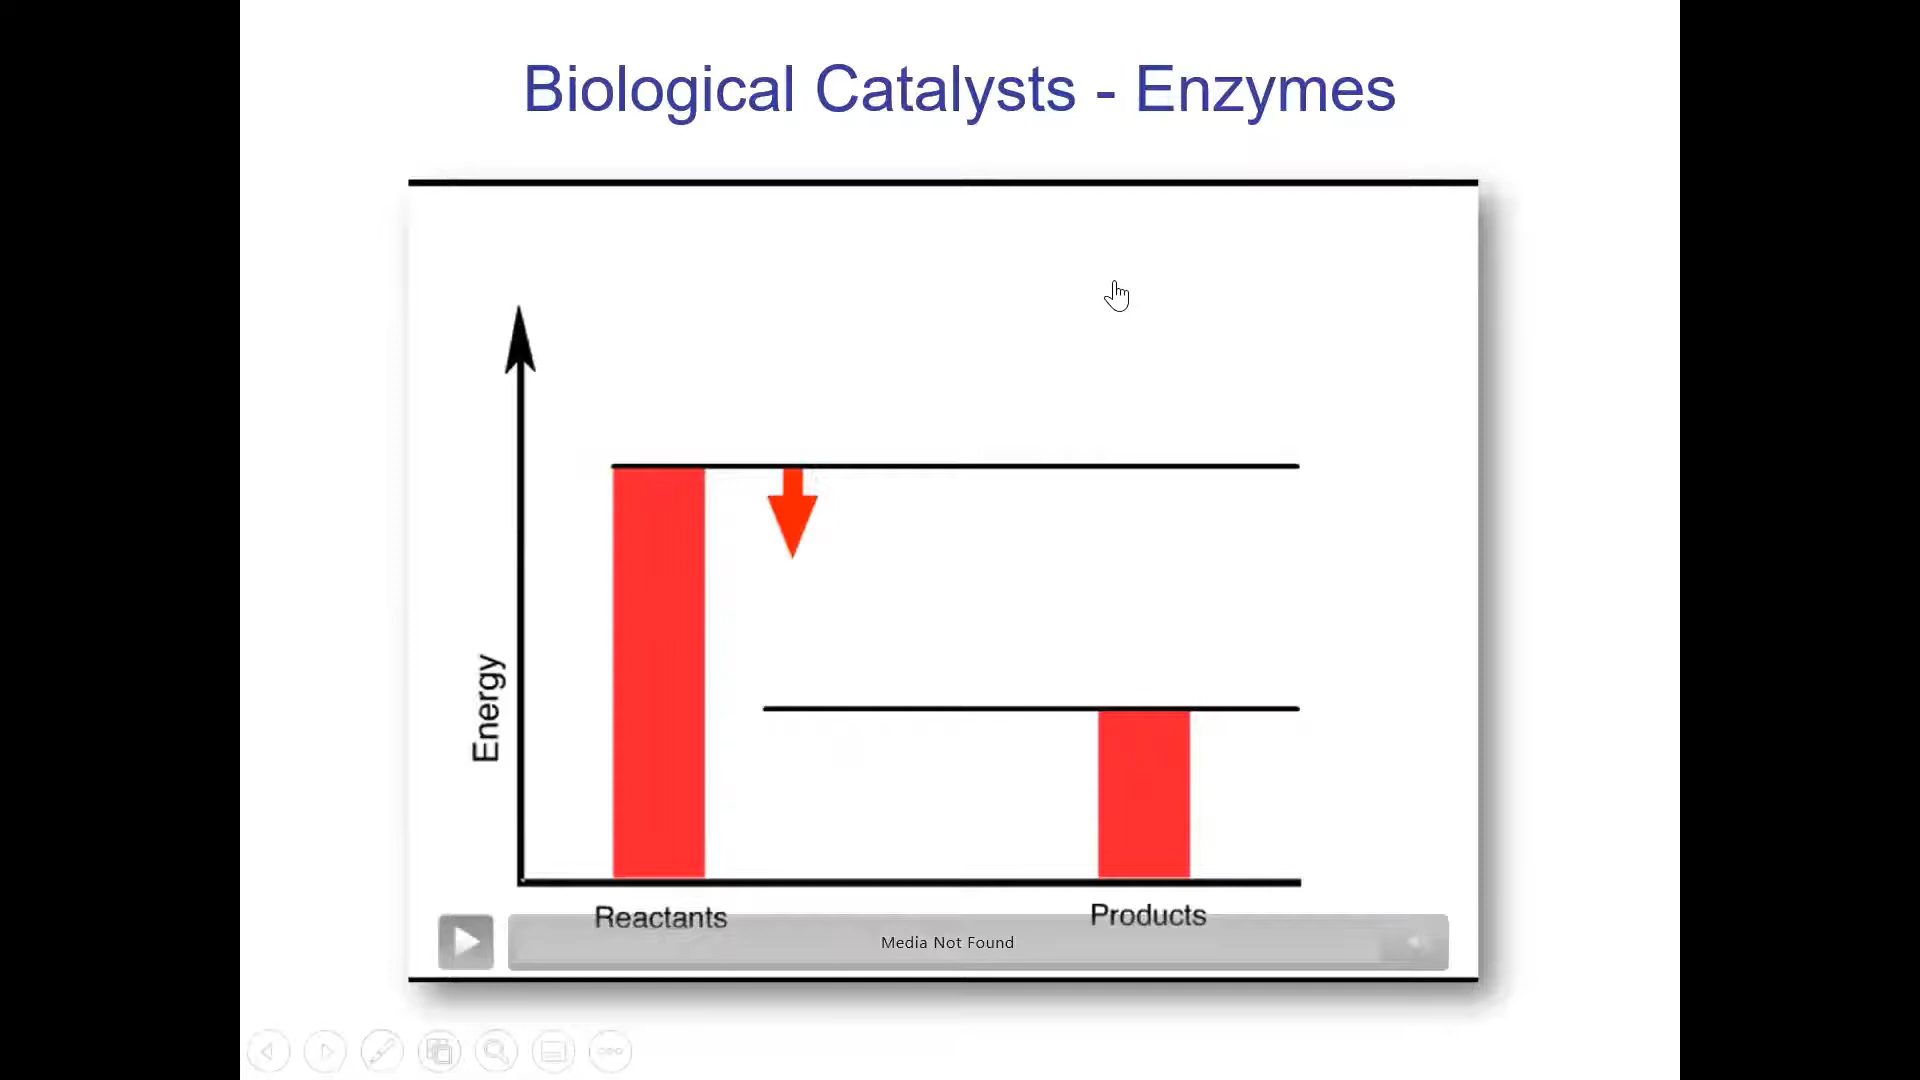 Biological Catalysts - Enzymes
Energy
Reactants
Products
Media Not Found